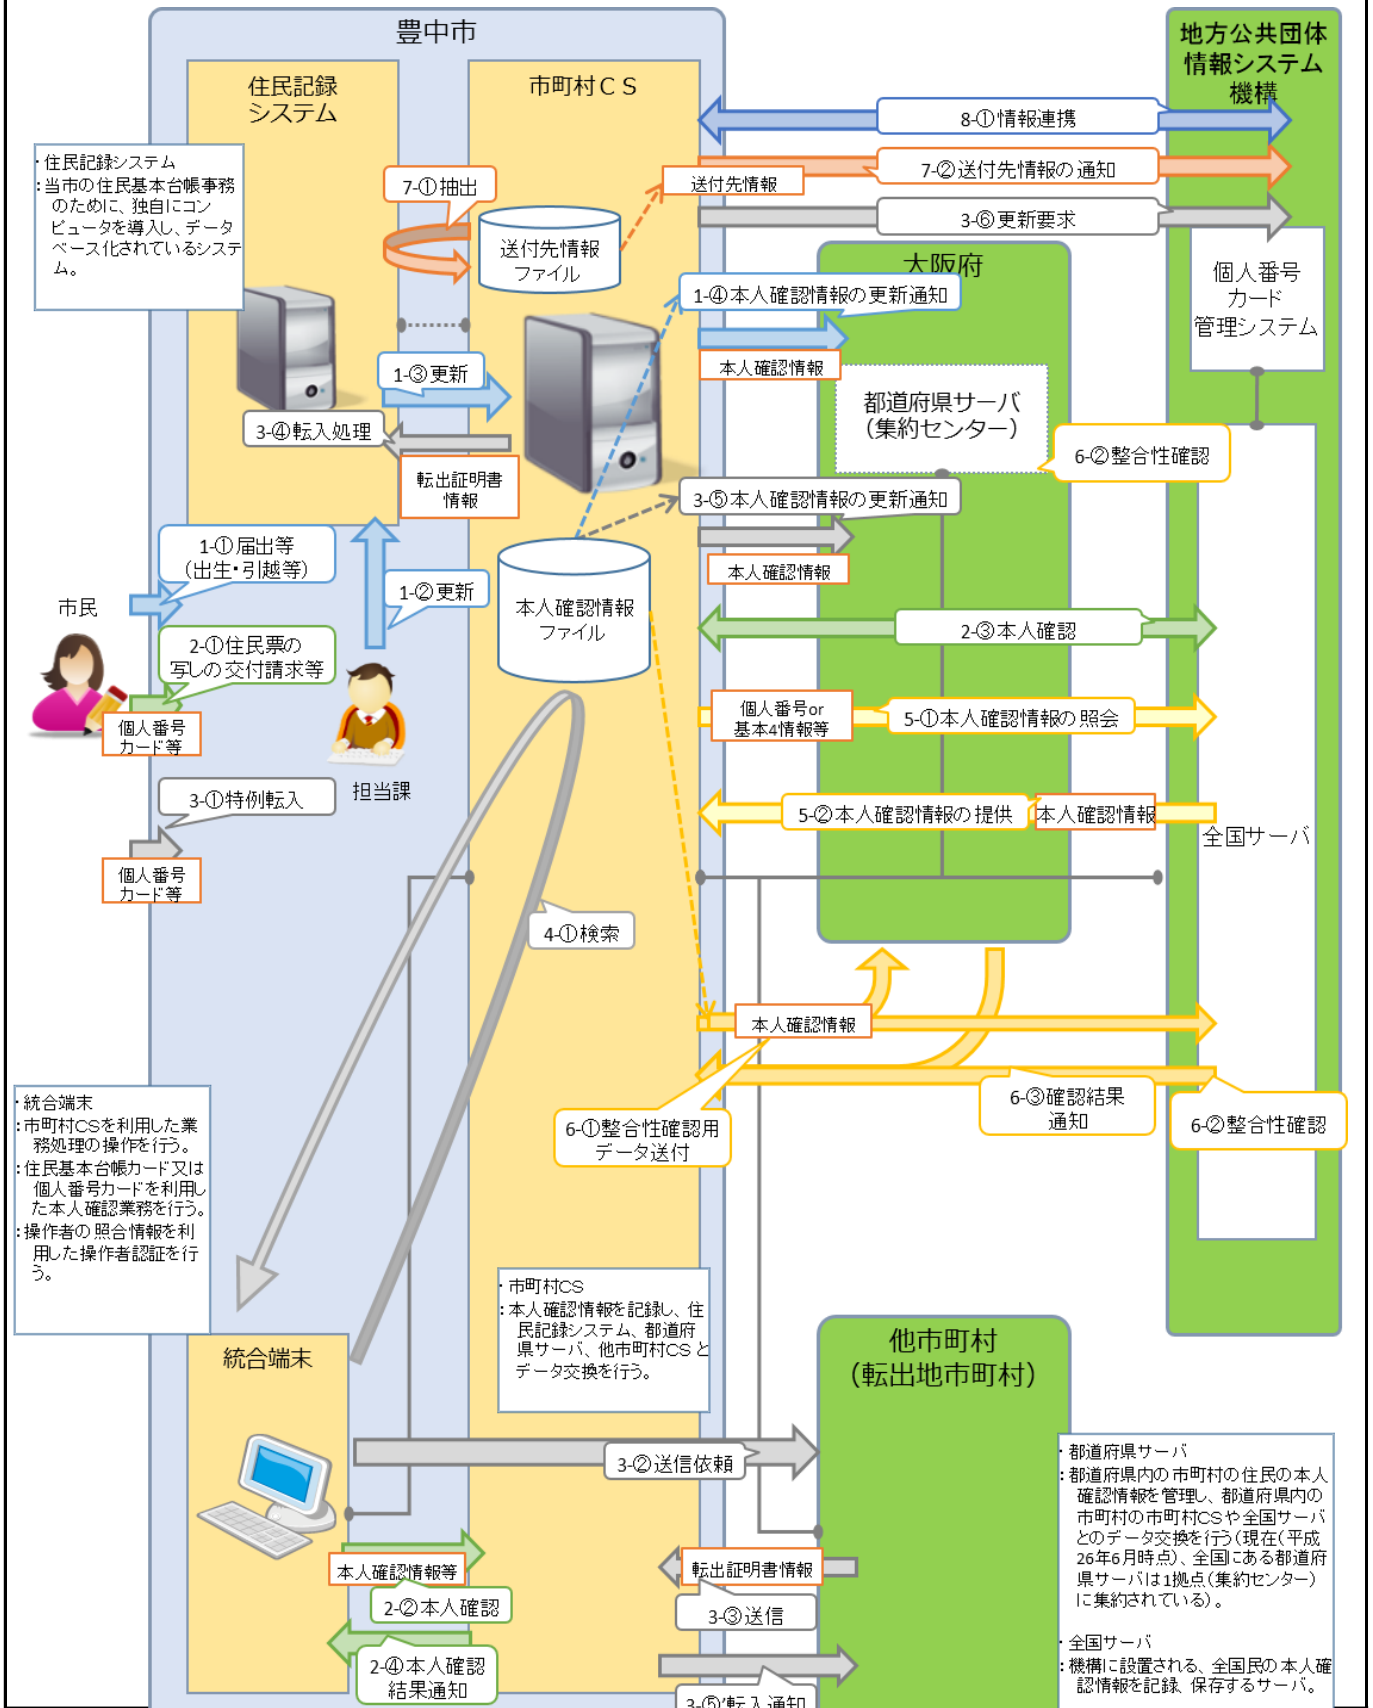 豊中市
地方公共団体
情報システム
機構
住民記録
システム
市町村CS
・住民記録システム
：当市の住民基本台帳事務
のために、独自にコン
ピュータを導入し、データ
ベース化されているシステ
ム。
8-①情報連携
7-②送付先情報の通知
送付先情報
3-⑥更新要求
7-①抽出
送付先情報
ファイル
大阪府
個人番号
カード
管理システム
1-④本人確認情報の更新通知
本人確認情報
1-③更新
都道府県サーバ
（集約センター）
6-②整合性確認
3-④転入処理
転出証明書
情報
3-⑤本人確認情報の更新通知
本人確認情報
1-①届出等
（出生・引越等）
1-②更新
市民
本人確認情報
ファイル
2-③本人確認
2-①住民票の
写しの交付請求等
個人番号
カード等
担当課
個人番号or
基本4情報等
5-①本人確認情報の照会
3-①特例転入
個人番号
カード等
5-②本人確認情報の提供
本人確認情報
全国サーバ
4-①検索
本人確認情報
6-①整合性確認用
データ送付
6-③確認結果
通知
6-②整合性確認
・統合端末
：市町村CSを利用した業
務処理の操作を行う。
：住民基本台帳カード又は
個人番号カードを利用し
た本人確認業務を行う。
：操作者の照合情報を利
用した操作者認証を行
う。
・市町村CS
：本人確認情報を記録し、住
民記録システム、都道府
県サーバ、他市町村CSと
データ交換を行う。
統合端末
他市町村
（転出地市町村）
3-②送信依頼
本人確認情報等
2-②本人確認
2-④本人確認
結果通知
転出証明書情報
3-③送信
3-⑤’転入通知
・都道府県サーバ
：都道府県内の市町村の住民の本人
確認情報を管理し、都道府県内の
市町村の市町村CSや全国サーバ
とのデータ交換を行う（現在（平成
26年6月時点）、全国にある都道府
県サーバは1拠点（集約センター）
に集約されている）。
・全国サーバ
：機構に設置される、全国民の本人確
認情報を記録、保存するサーバ。